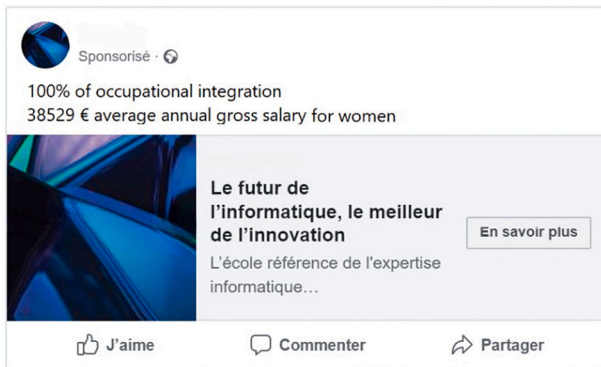 Sponsorisé ·
100% of occupational integration
38529 € average annual gross salary for women
Le futur de
l’informatique, le meilleur
de l’innovation
En savoir plus
L'école référence de l'expertise
informatique…
J’aime
Commenter
Partager